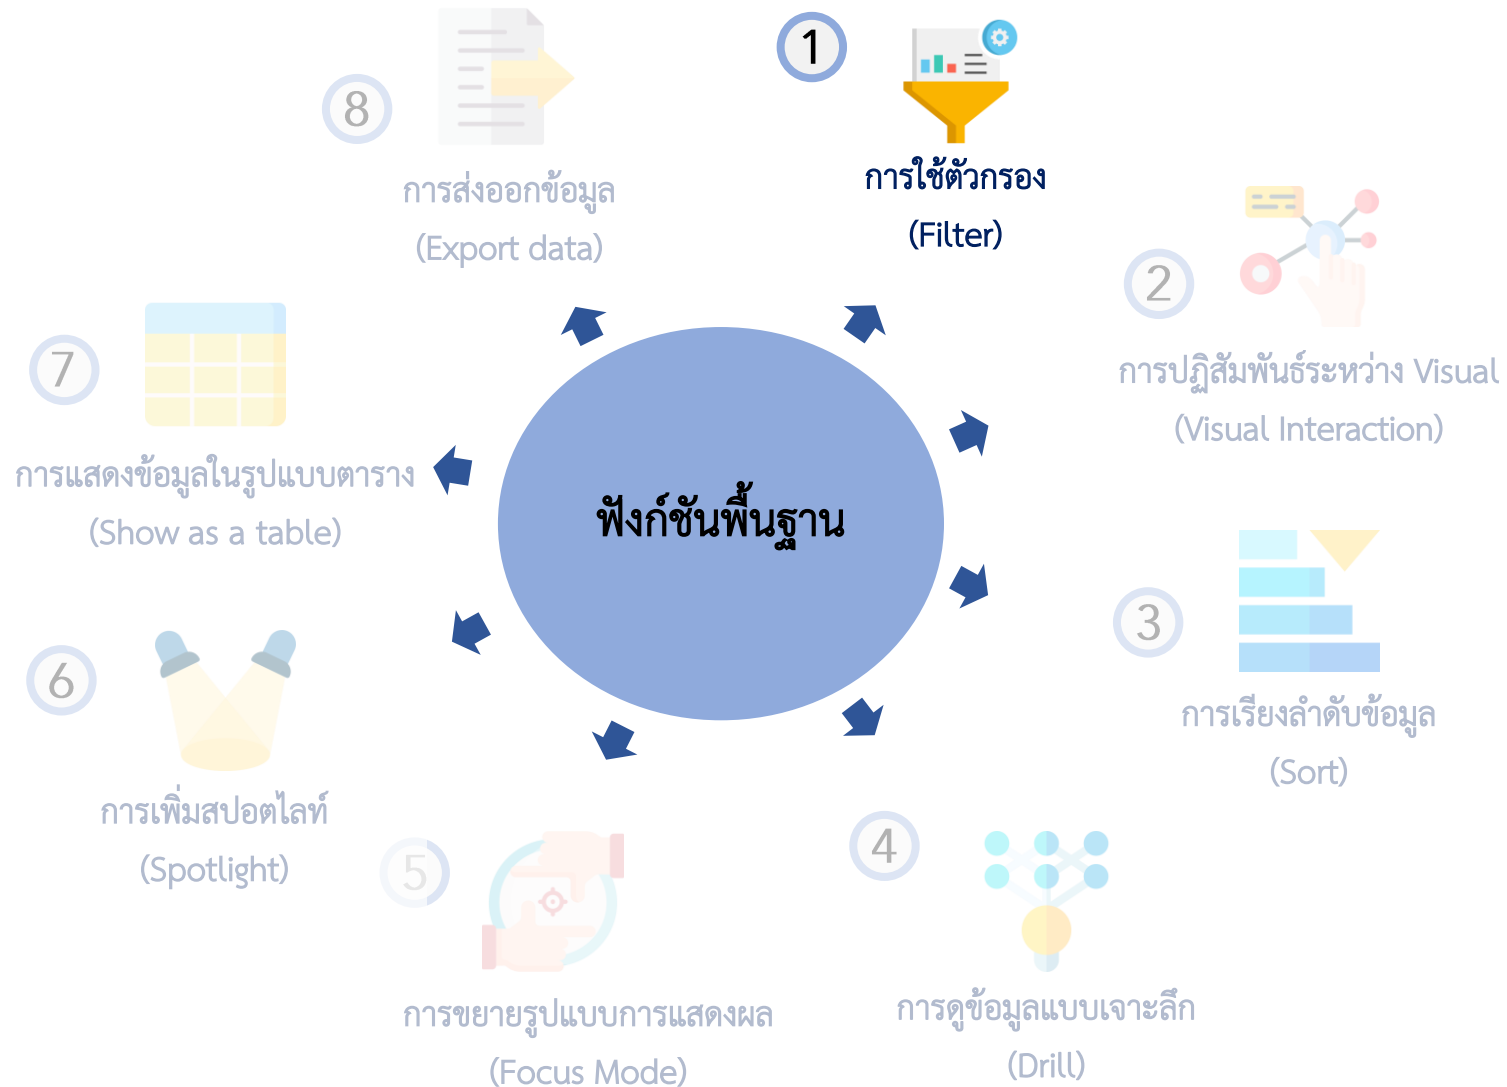 1
การใช้ตัวกรอง
(Filter)
2
การปฏิสัมพันธ์ระหว่าง Visual
(Visual Interaction)
3
การเรียงลำดับข้อมูล
(Sort)
4
การดูข้อมูลแบบเจาะลึก
(Drill)
5
การขยายรูปแบบการแสดงผล
(Focus Mode)
6
การเพิ่มสปอตไลท์
(Spotlight)
7
การแสดงข้อมูลในรูปแบบตาราง
(Show as a table)
8
การส่งออกข้อมูล
(Export data)
ฟังก์ชันพื้นฐาน